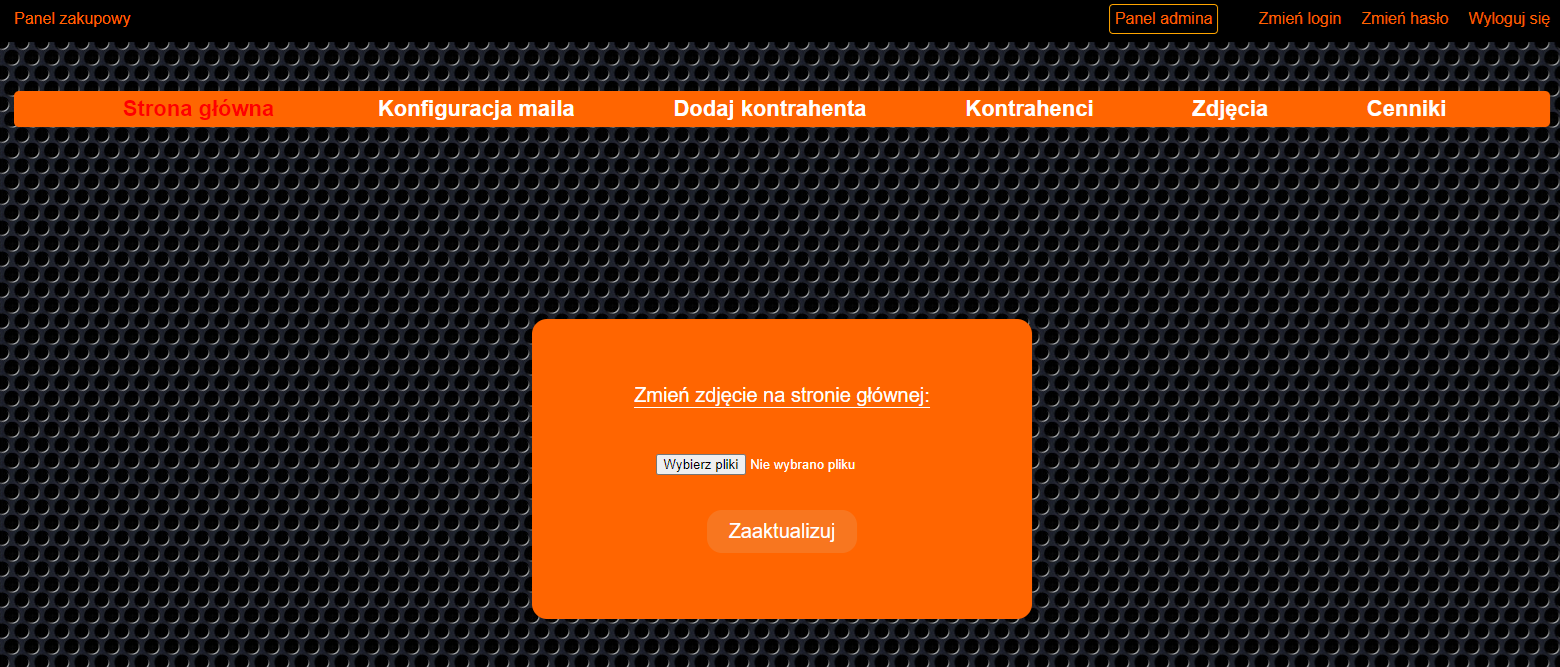 Panel zakupowy Panel admina Zmień login Zmień hasło Wyloguj się
Strona główna Konfiguracja maila Dodaj kontrahenta Kontrahenci Zdjęcia Cenniki
Zmień zdjęcie na stronie głównej:
Wybierz pliki Nie wybrano pliku
Zaaktualizuj